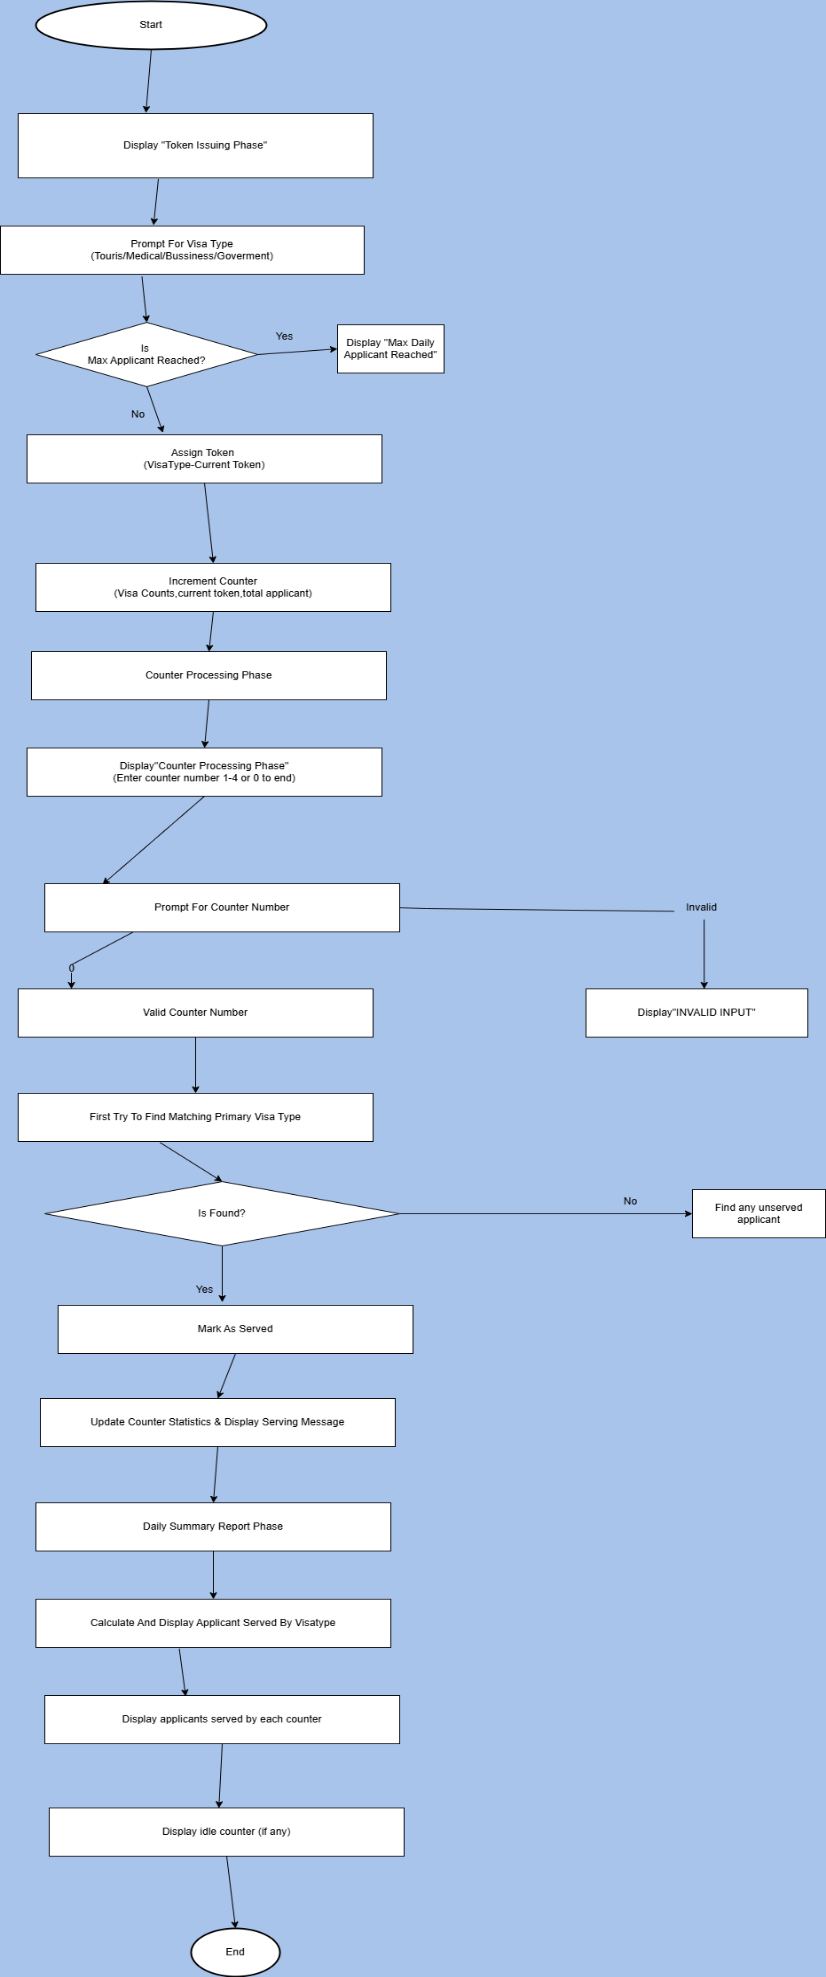 Start
Display "Token Issuing Phase"
Prompt For Visa Type
(Touris/Medical/Bussiness/Goverment)
Is
Max Applicant Reached?
Yes
Display "Max Daily
Applicant Reached"
No
Assign Token
(VisaType-Current Token)
Increment Counter
(Visa Counts,current token,total applicant)
Counter Processing Phase
Display"Counter Processing Phase"
(Enter counter number 1-4 or 0 to end)
Prompt For Counter Number
Invalid
0
Valid Counter Number
Display"INVALID INPUT"
First Try To Find Matching Primary Visa Type
Is Found?
No
Find any unserved
applicant
Yes
Mark As Served
Update Counter Statistics & Display Serving Message
Daily Summary Report Phase
Calculate And Display Applicant Served By Visatype
Display applicants served by each counter
Display idle counter (if any)
End